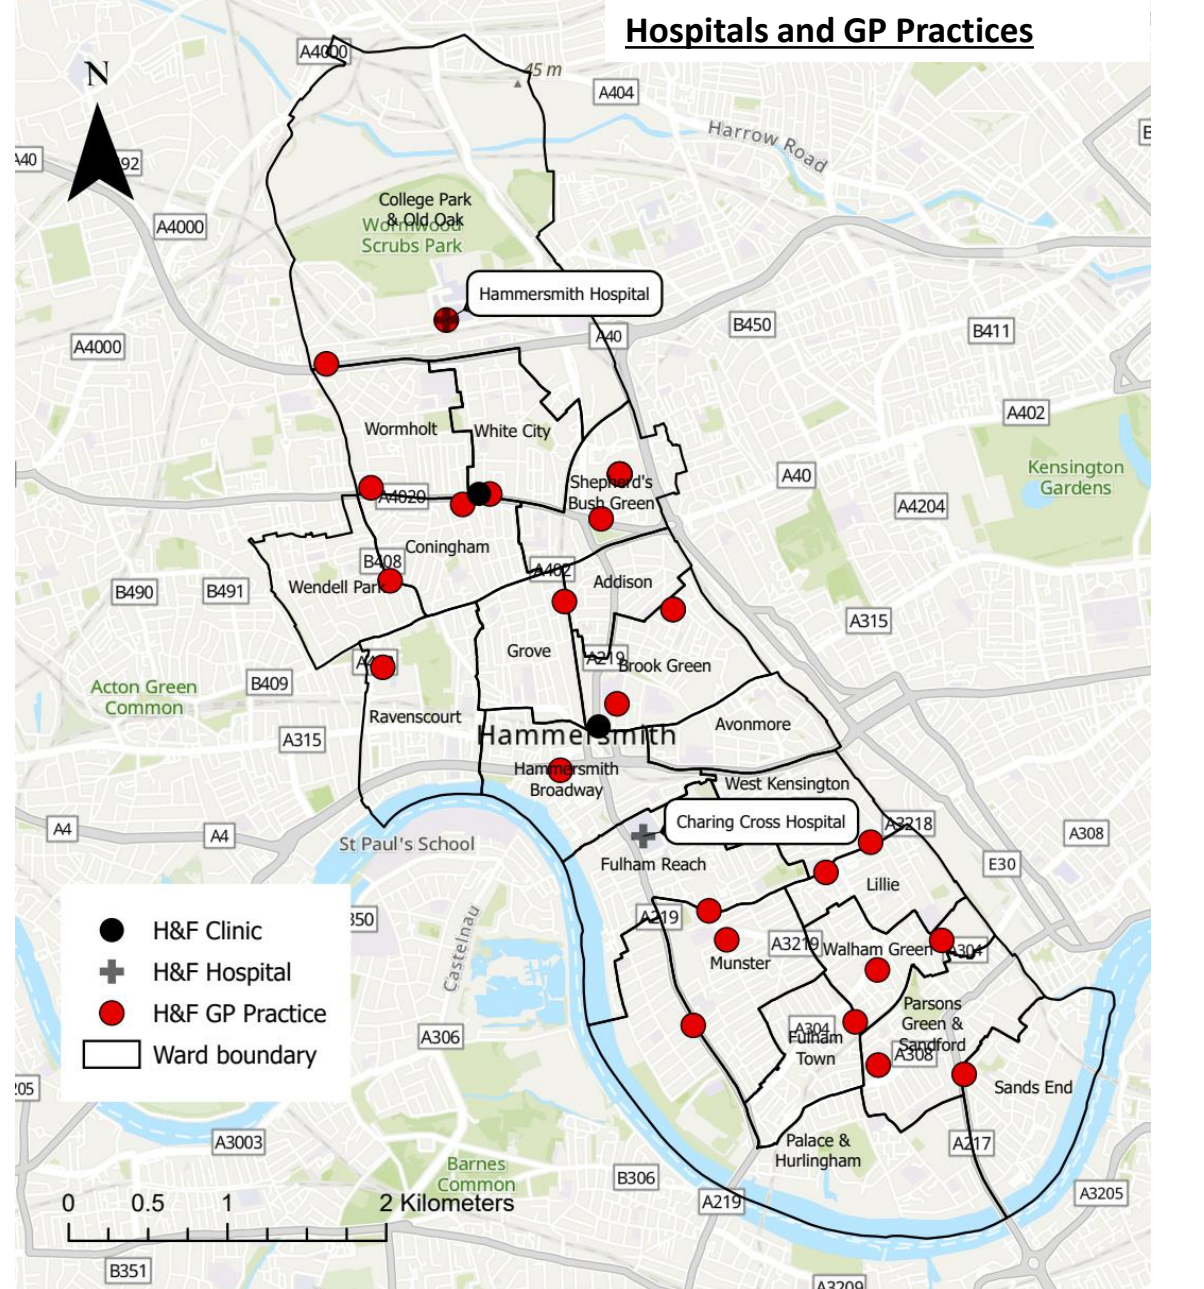 Hospitals and GP Practices
A4000
45 m
A404
Harrow Road
N
A40
92
A4000
College Park
& Old Oak
Wormwood
Scrubs Park
Hammersmith Hospital
A40
B450
B411
A4000
A402
Wormholt
White City
Kensington
Gardens
A40
A4020
Shepherd's
Bush Green
A4204
Coningham
B408
A402
Addison
Wendell Park
B490
B491
A315
Grove
A219
Brook Green
Acton Green
Common
B409
Ravenscourt
Avonmore
A315
Hammersmith
Hammersmith
Broadway
West Kensington
A4
A4
St Paul's School
Charing Cross Hospital
A3218
A308
Fulham Reach
E30
Lillie
A219
350
Castelnau
H&F Clinic
H&F Hospital
H&F GP Practice
Ward boundary
Munster
A3219
Walham Green
A304
Parsons
Green &
Sandford
A304
Fulham
Town
A308
A306
Sands End
05
A3003
Palace &
Hurlingham
A217
Barnes
Common
B306
A219
A3205
0 0.5 1 2 Kilometers
B351
A3209